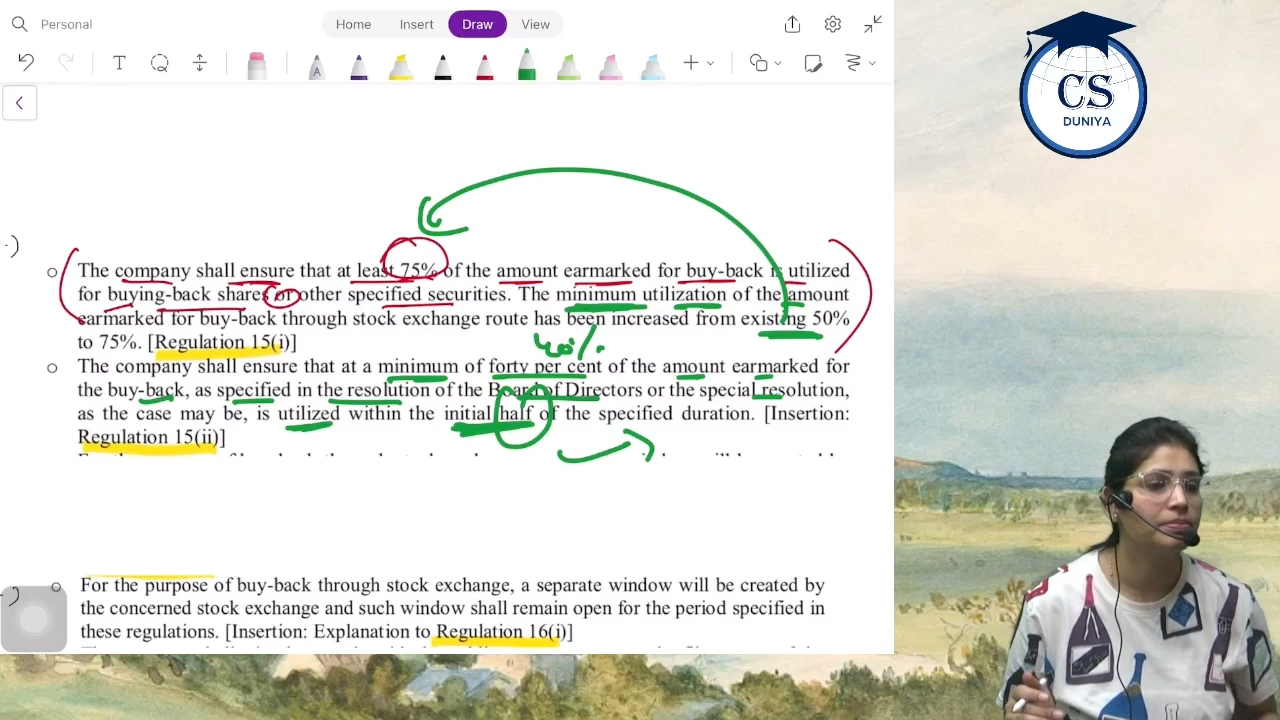 Personal
Home Insert Draw View
T
A
CS
DUNIYA
The company shall ensure that at least 75% of the amount earmarked for buy-back is utilized
for buying-back shares or other specified securities. The minimum utilization of the amount
earmarked for buy-back through stock exchange route has been increased from existing 50%
to 75%. [Regulation 15(i)]
40%
The company shall ensure that at a minimum of forty per cent of the amount earmarked for
the buy-back, as specified in the resolution of the Board of Directors or the special resolution,
as the case may be, is utilized within the initial half of the specified duration. [Insertion:
Regulation 15(ii)]
For the purpose of buy-back through stock exchange, a separate window will be created by
the concerned stock exchange and such window shall remain open for the period specified in
these regulations. [Insertion: Explanation to Regulation 16(i)]